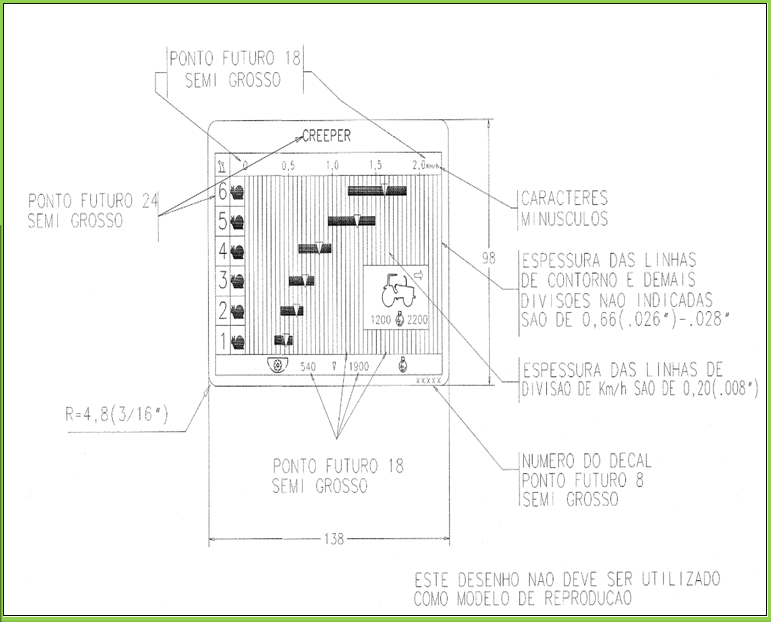 PONTO FUTURO 18
SEMI GROSSO
CREEPER
0 0,5 1,0 1,5 2,0 Km/h
6
5
4
3
2
1
1200 2200
540 1900
xxxxx
PONTO FUTURO 24
SEMI GROSSO
CARACTERES
MINUSCULOS
98
ESPESSURA DAS LINHAS
DE CONTORNO E DEMAIS
DIVISOES NAO INDICADAS
SAO DE 0,66(.026")-.028"
ESPESSURA DAS LINHAS DE
DIVISAO DE Km/h SAO DE 0,20(.008")
R=4,8(3/16")
PONTO FUTURO 18
SEMI GROSSO
NUMERO DO DECAL
PONTO FUTURO 8
SEMI GROSSO
138
ESTE DESENHO NAO DEVE SER UTILIZADO
COMO MODELO DE REPRODUCAO